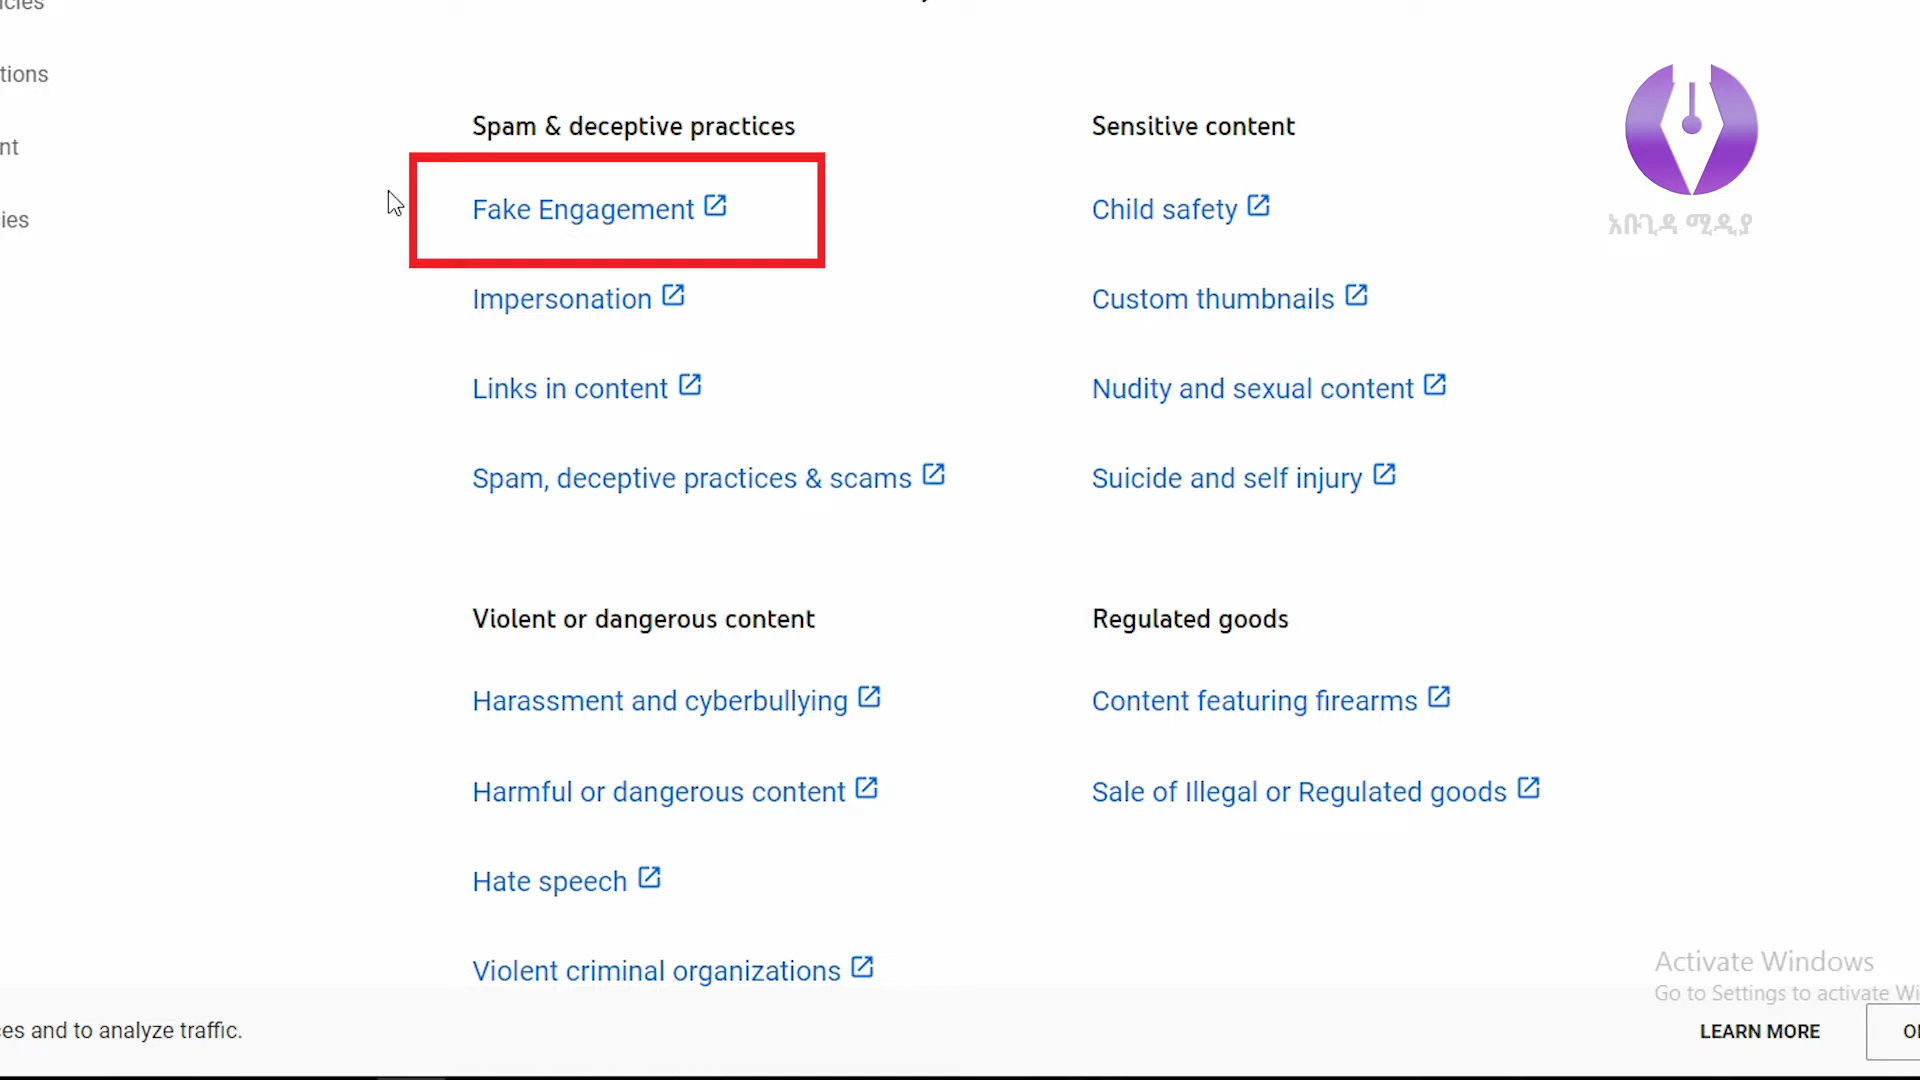 tions
nt
Spam & deceptive practices
Fake Engagement
Impersonation
Links in content
Spam, deceptive practices & scams
Sensitive content
Child safety
Custom thumbnails
Nudity and sexual content
Suicide and self injury
አቡጊዳ ሚዲያ
Violent or dangerous content
Harassment and cyberbullying
Harmful or dangerous content
Hate speech
Violent criminal organizations
Regulated goods
Content featuring firearms
Sale of Illegal or Regulated goods
Activate Windows
Go to Settings to activate Wi
es and to analyze traffic.
LEARN MORE